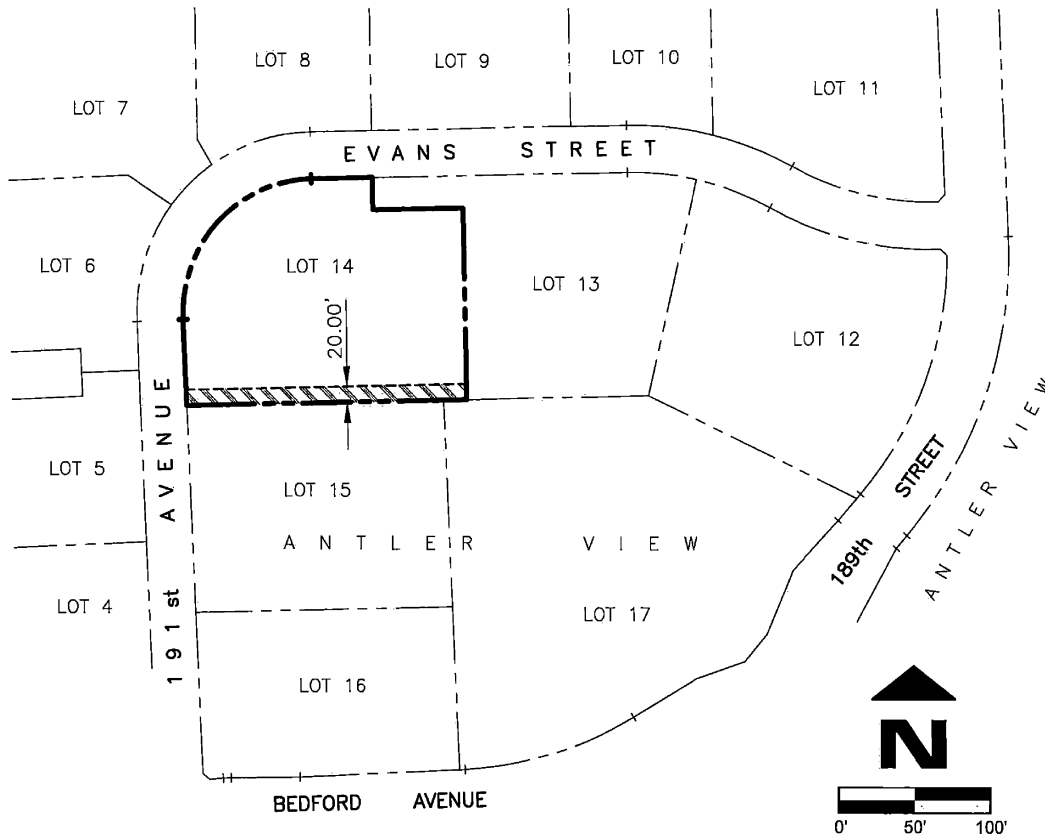 LOT 8
LOT 9
LOT 10
LOT 11
LOT 7
EVANS STREET
LOT 6
LOT 14
LOT 13
20.00'
LOT 12
191st AVENUE
LOT 5
LOT 15
189th STREET
ANTLER VIEW
ANTLER VIEW
LOT 4
LOT 17
LOT 16
N
BEDFORD AVENUE
0' 50' 100'